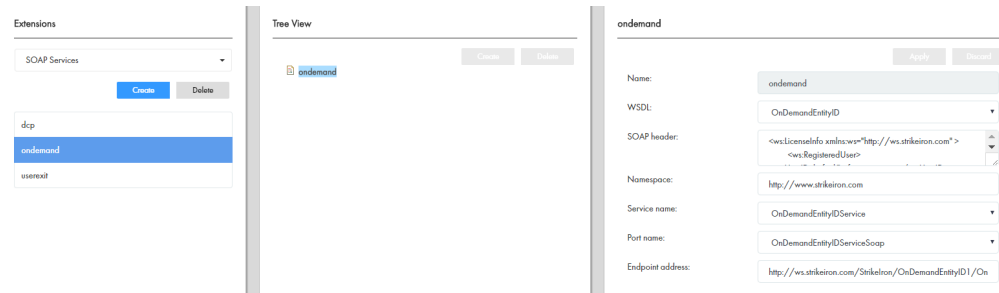 Extensions
SOAP Services
Create Delete
dcp
ondemand
userexit
Tree View
Create Delete
ondemand
ondemand
Apply Discard
Name: ondemand
WSDL: OnDemandEntityID
SOAP header: <ws:LicenseInfo xmlns:ws="http://ws.strikeiron.com" >
<ws:RegisteredUser>
Namespace: http://www.strikeiron.com
Service name: OnDemandEntityIDService
Port name: OnDemandEntityIDServiceSoap
Endpoint address: http://ws.strikeiron.com/StrikeIron/OnDemandEntityID1/On